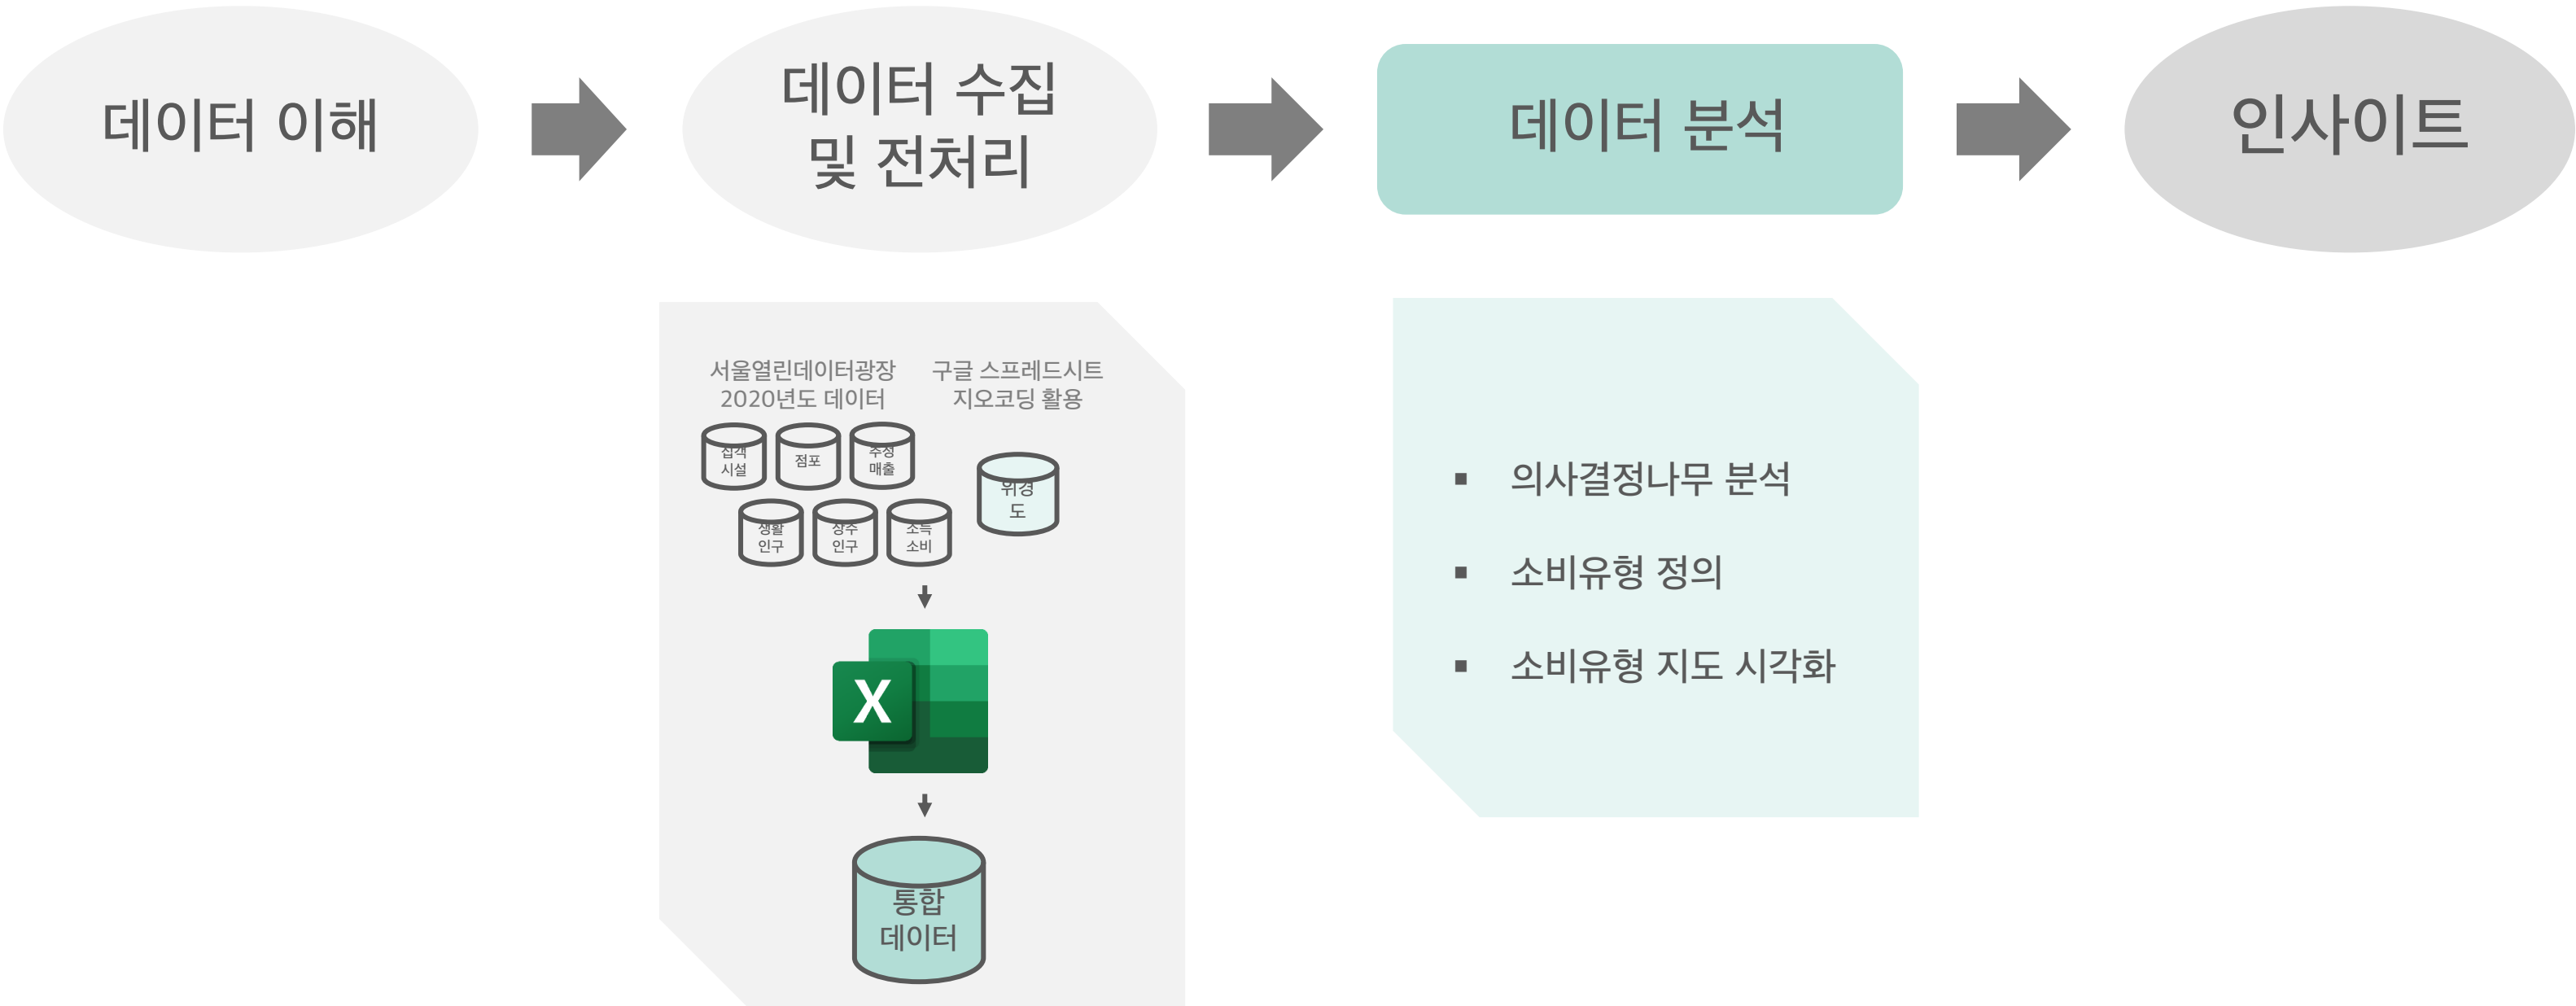 데이터 이해
데이터 수집
및 전처리
데이터 분석
인사이트
서울열린데이터광장
2020년도 데이터
구글 스프레드시트
지오코딩 활용
집객
시설
점포
추정
매출
생활
인구
상주
인구
소득
소비
위경
도
X
통합
데이터
▪ 의사결정나무 분석
▪ 소비유형 정의
▪ 소비유형 지도 시각화